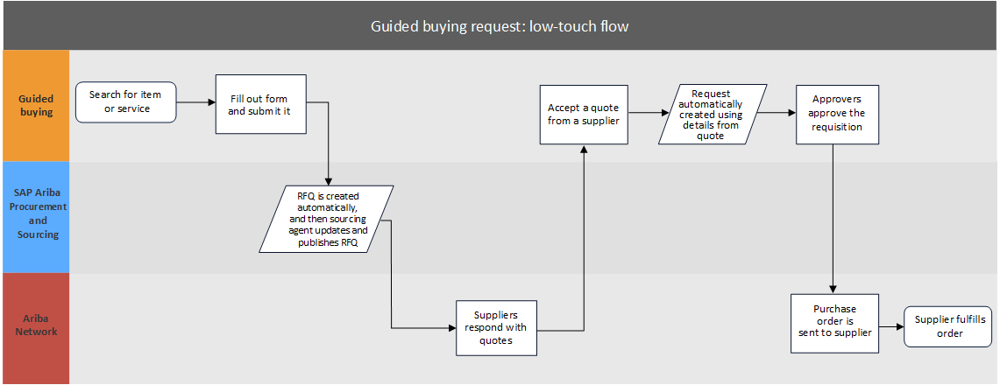 Guided buying request: low-touch flow
Guided
buying
Search for item
or service
Fill out form
and submit it
Accept a quote
from a supplier
Request
automatically
created using
details from
quote
Approvers
approve the
requisition
SAP Ariba
Procurement
and
Sourcing
RFQ is created
automatically,
and then sourcing
agent updates and
publishes RFQ
Ariba
Network
Suppliers
respond with
quotes
Purchase
order is
sent to supplier
Supplier fulfills
order